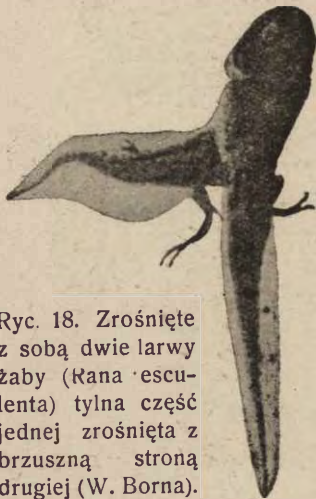 Ryc. 18. Zrośnięte
z sobą dwie larwy
żaby (Rana escu-
lenta) tylna część
jednej zrośnięta z
brzuszną stroną
drugiej (W. Borna).